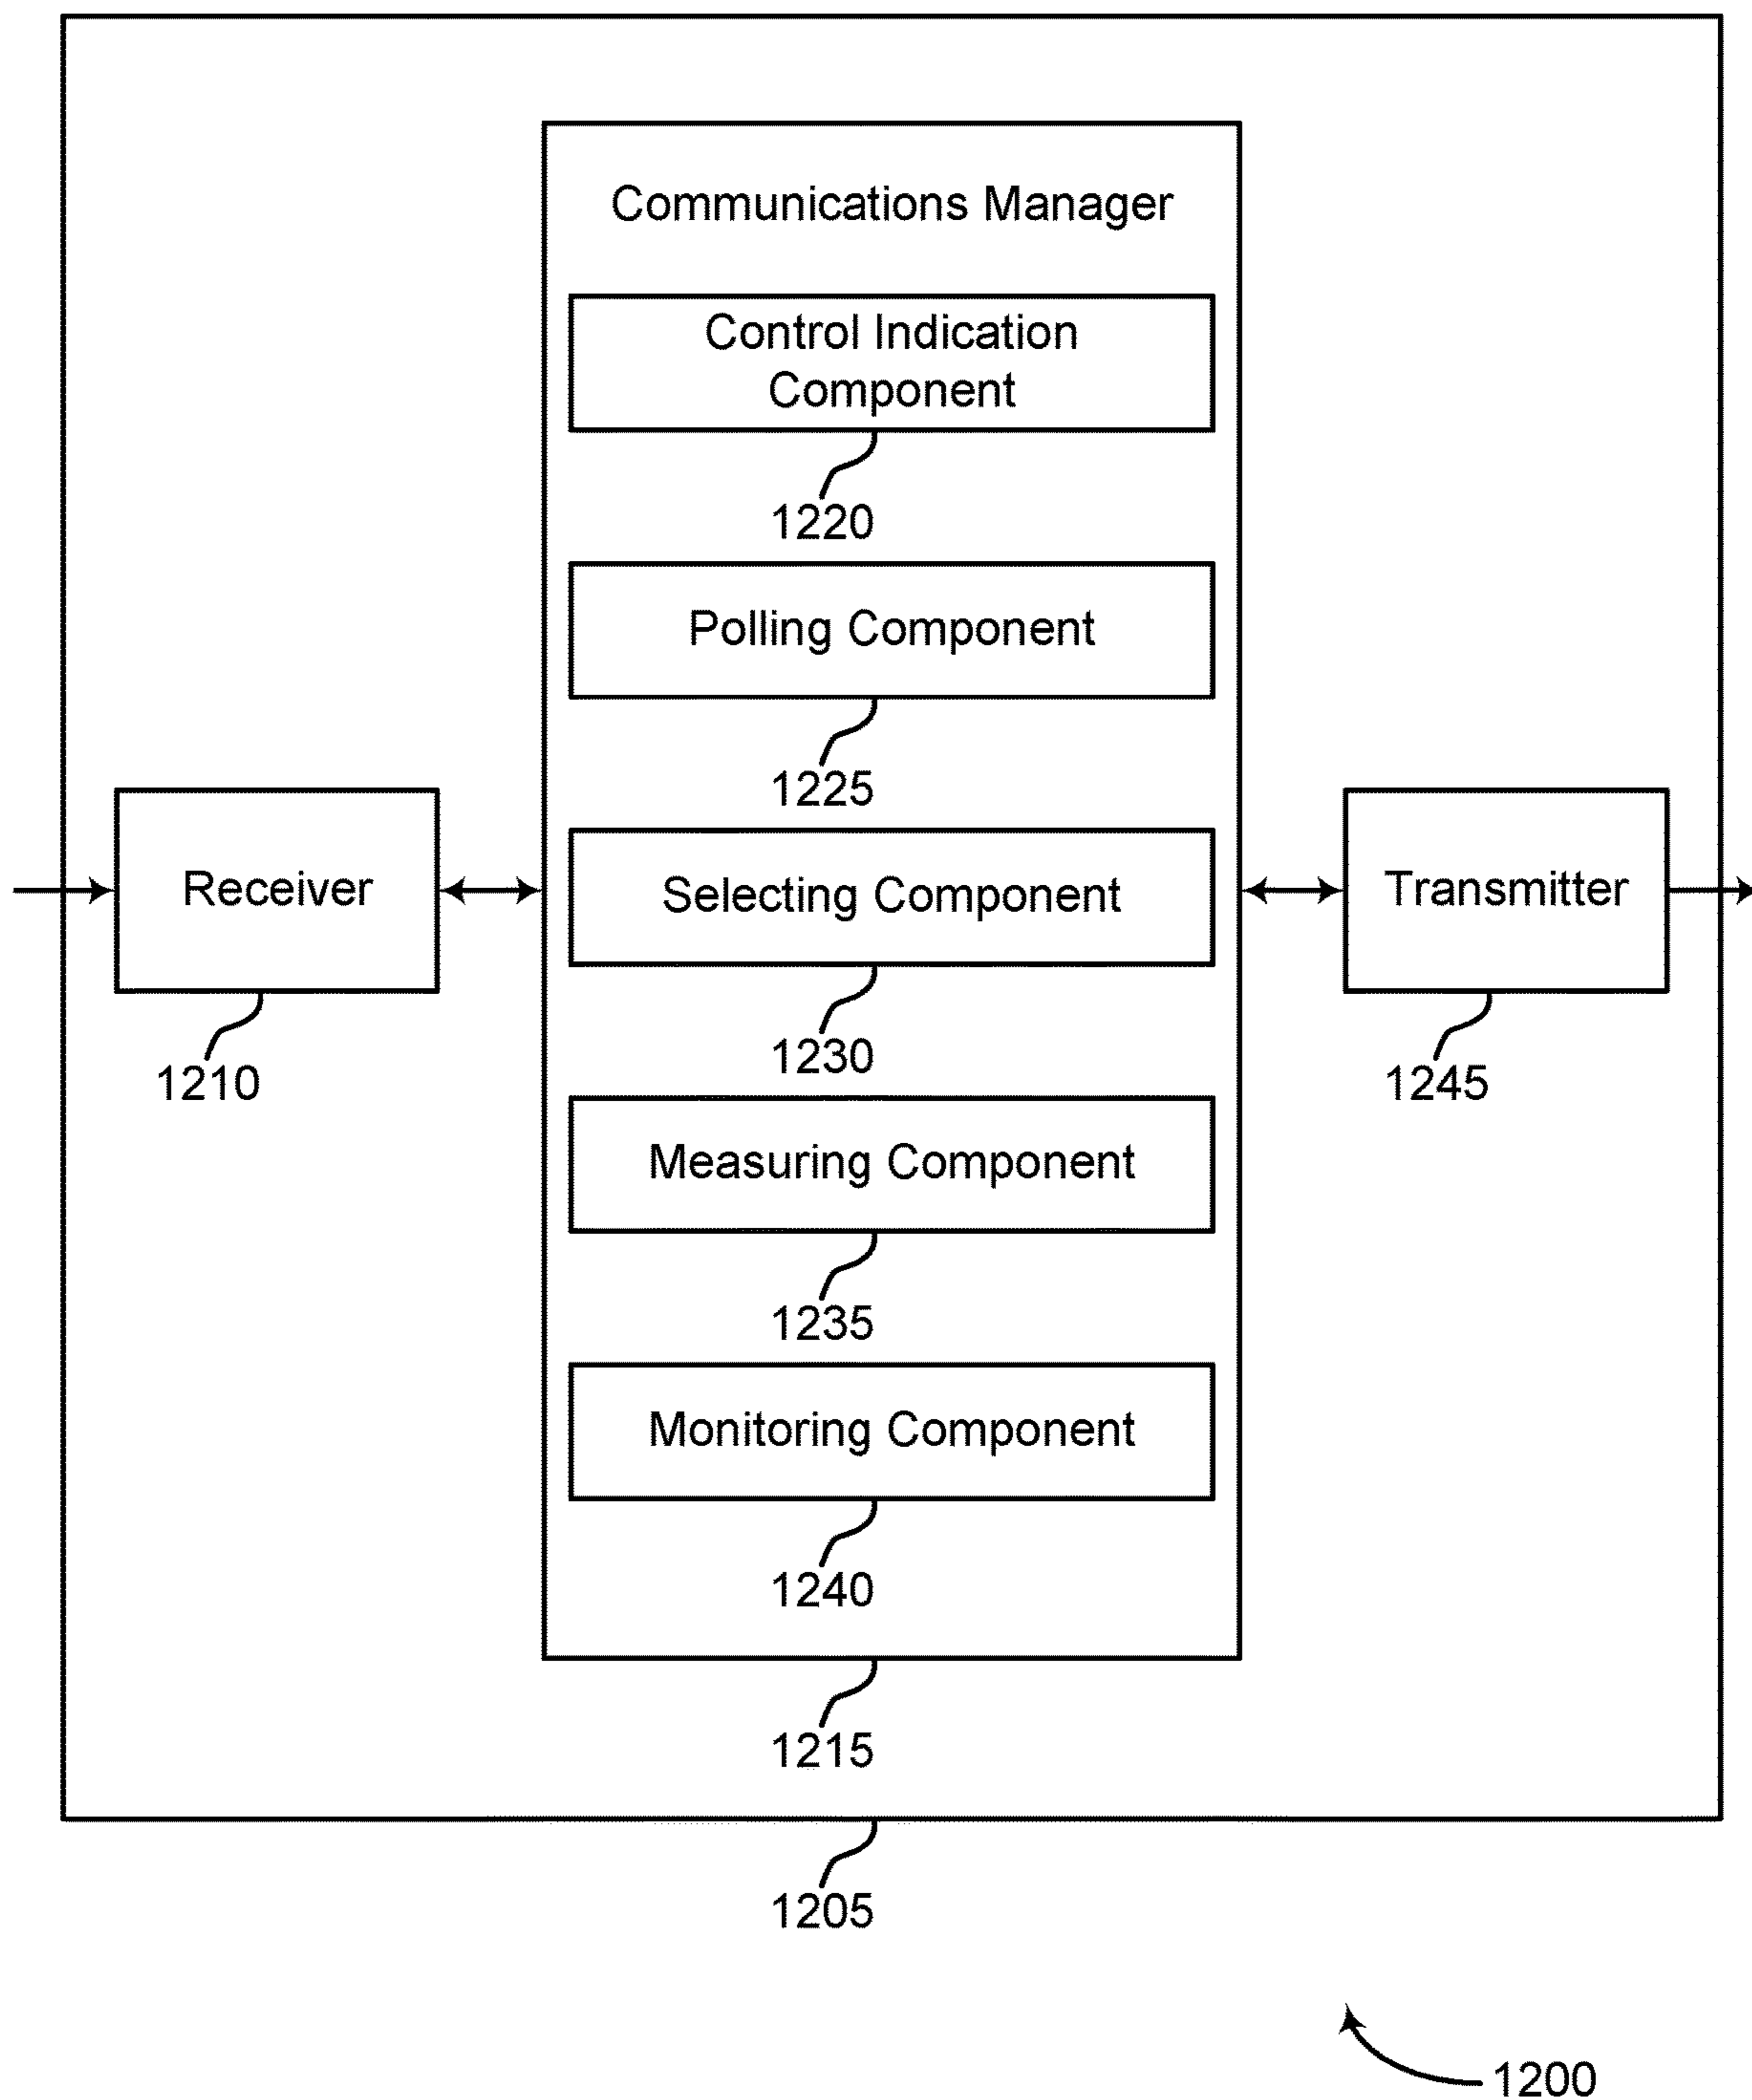 Communications Manager
Control Indication
Component
1220
Polling Component
1225
Receiver
1210
Selecting Component
1230
Transmitter
1245
Measuring Component
1235
Monitoring Component
1240
1215
1205
1200